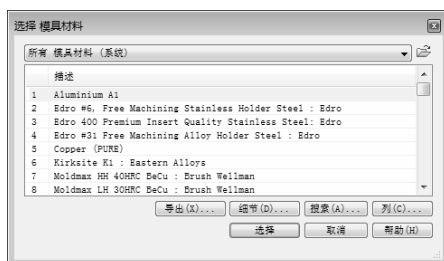 选择 模具材料
所有 模具材料 (系统)
描述
1 Aluminium A1
2 Edro #6, Free Machining Stainless Holder Steel : Edro
3 Edro 400 Premium Insert Quality Stainless Steel: Edro
4 Edro #31 Free Machining Alloy Holder Steel : Edro
5 Copper (PURE)
6 Kirksite K1 : Eastern Alloys
7 Moldmax HH 40HRC BeCu : Brush Wellman
8 Moldmax LH 30HRC BeCu : Brush Wellman
导出(X)... 细节(D)... 搜索(A)... 列(C)...
选择 取消 帮助(H)